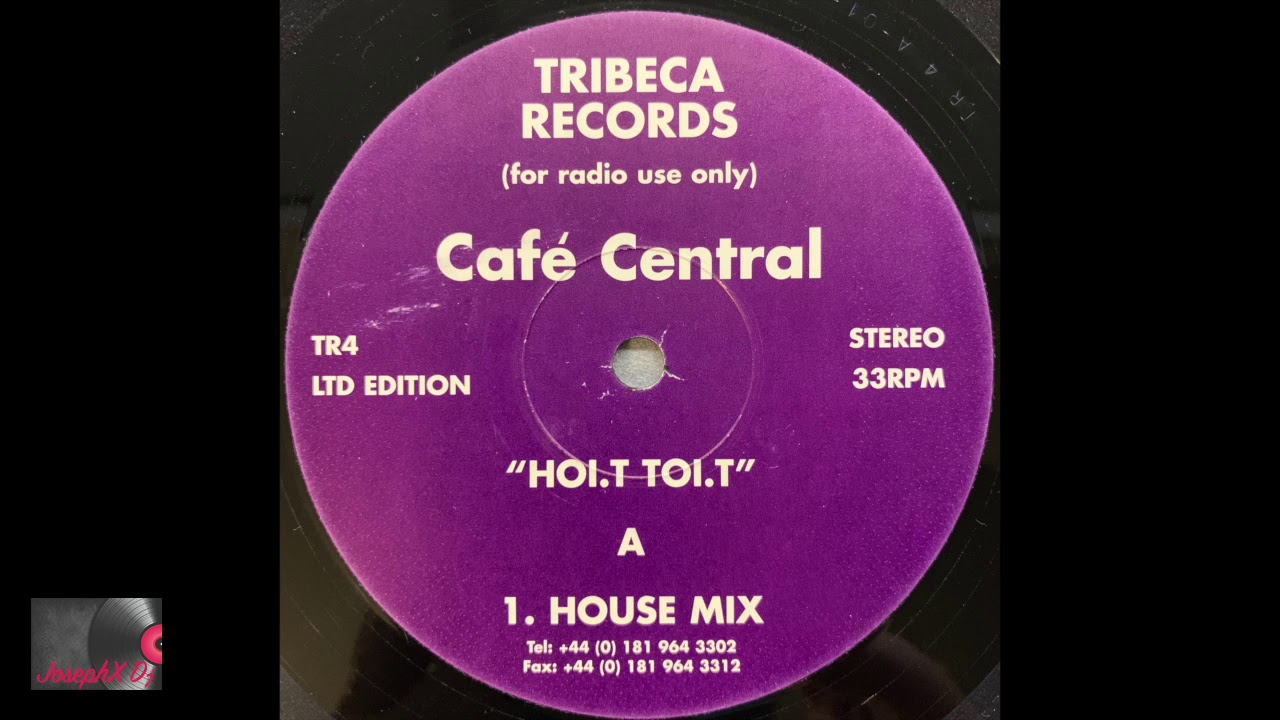 TRIBECA
RECORDS
(for radio use only)
Café Central
TR4
LTD EDITION
STEREO
33RPM
“HOI.T TOI.T”
A
1. HOUSE MIX
Tel: +44 (0) 181 964 3302
Fax: +44 (0) 181 964 3312
JosephX Dj